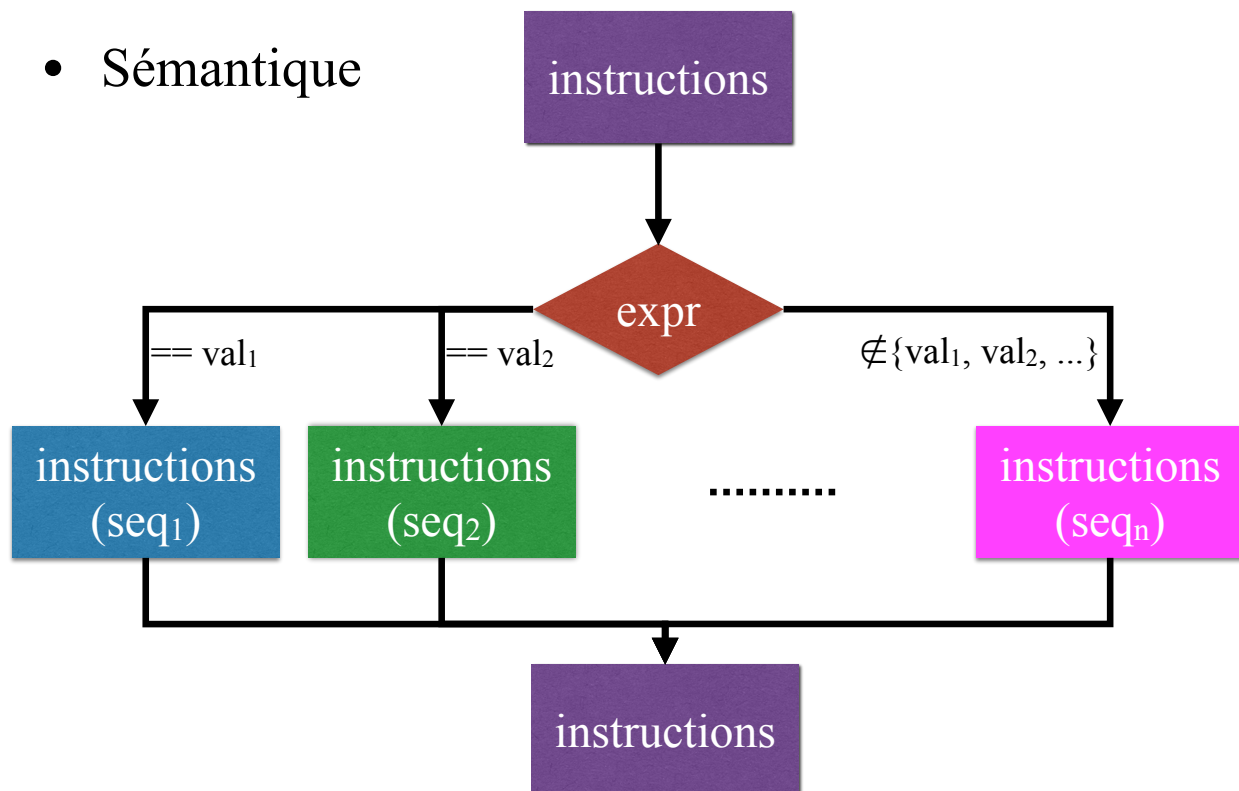 • Sémantique
instructions
expr
== val₁
== val₂
∉{val₁, val₂, ...}
instructions
(seq₁)
instructions
(seq₂)
............
instructions
(seqₙ)
instructions